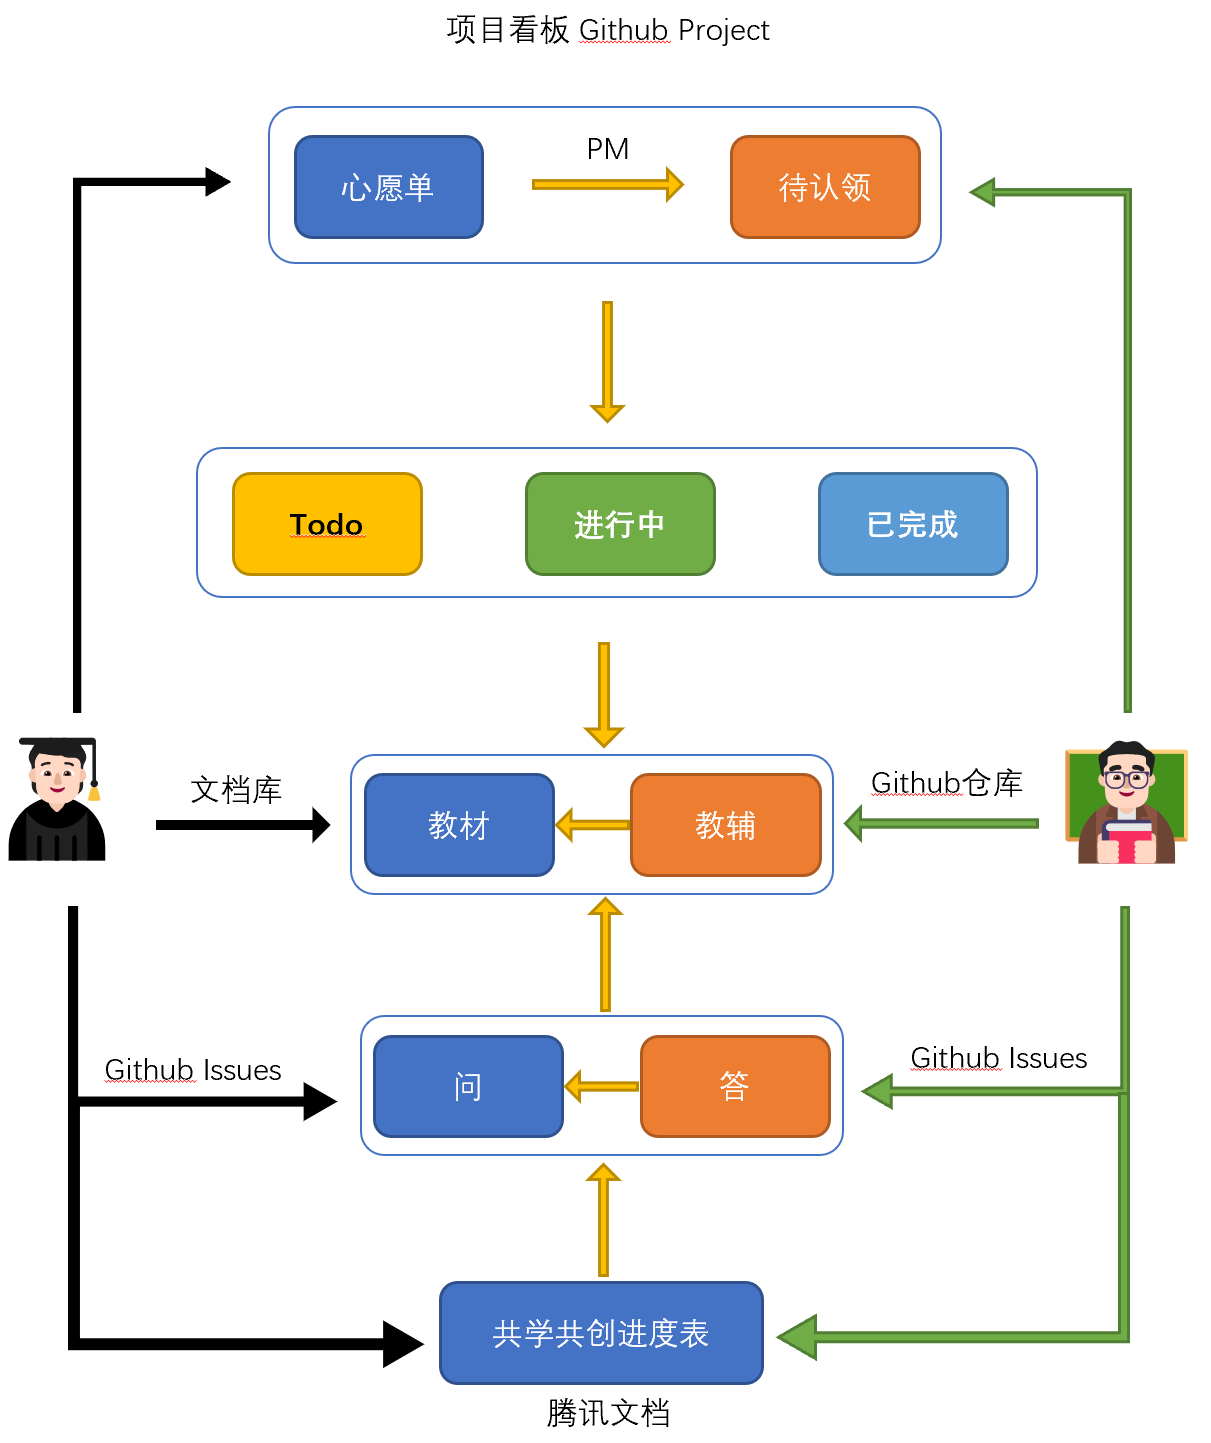 项目看板 Github Project
PM
心愿单
待认领
Todo
进行中
已完成
文档库
Github仓库
教材
教辅
Github Issues
Github Issues
问
答
共学共创进度表
腾讯文档